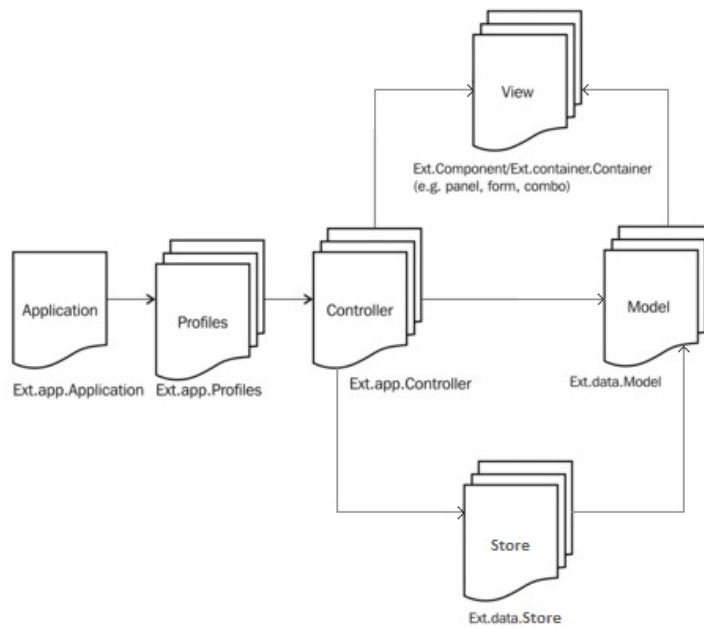 View
Ext.Component/Ext.container.Container
(e.g. panel, form, combo)
Application
Profiles
Controller
Model
Ext.app.Application
Ext.app.Profiles
Ext.app.Controller
Ext.data.Model
Store
Ext.data.Store